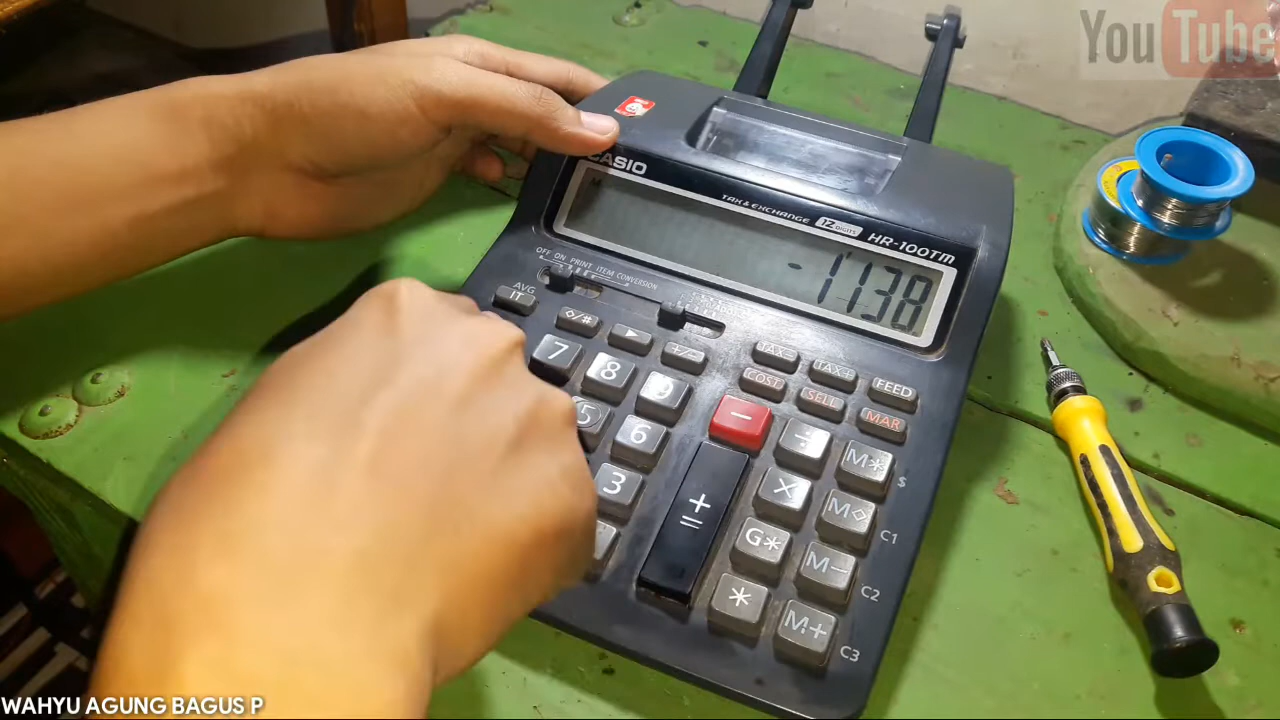 YouTube
CASIO
TAX & EXCHANGE 12 DIGITS HR-100TM
M
-1138
OFF ON PRINT ITEM CONVERSION
AVG
IT
◇/# ▶ +/−
TAX− TAX+ FEED
COST SELL MAR
7 8 9 − ÷ M*
$
5 6 × M◇
C1
3 + = G* M−
C2
* M+
C3
WAHYU AGUNG BAGUS P